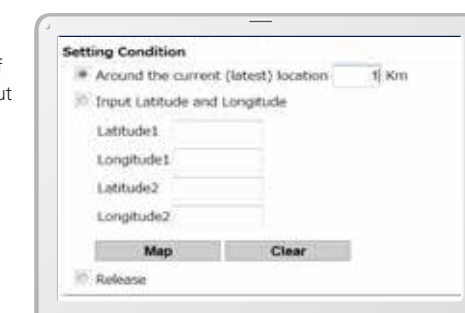 Setting Condition
Around the current (latest) location 1 Km
Input Latitude and Longitude
Latitude1
Longitude1
Latitude2
Longitude2
Map Clear
Release